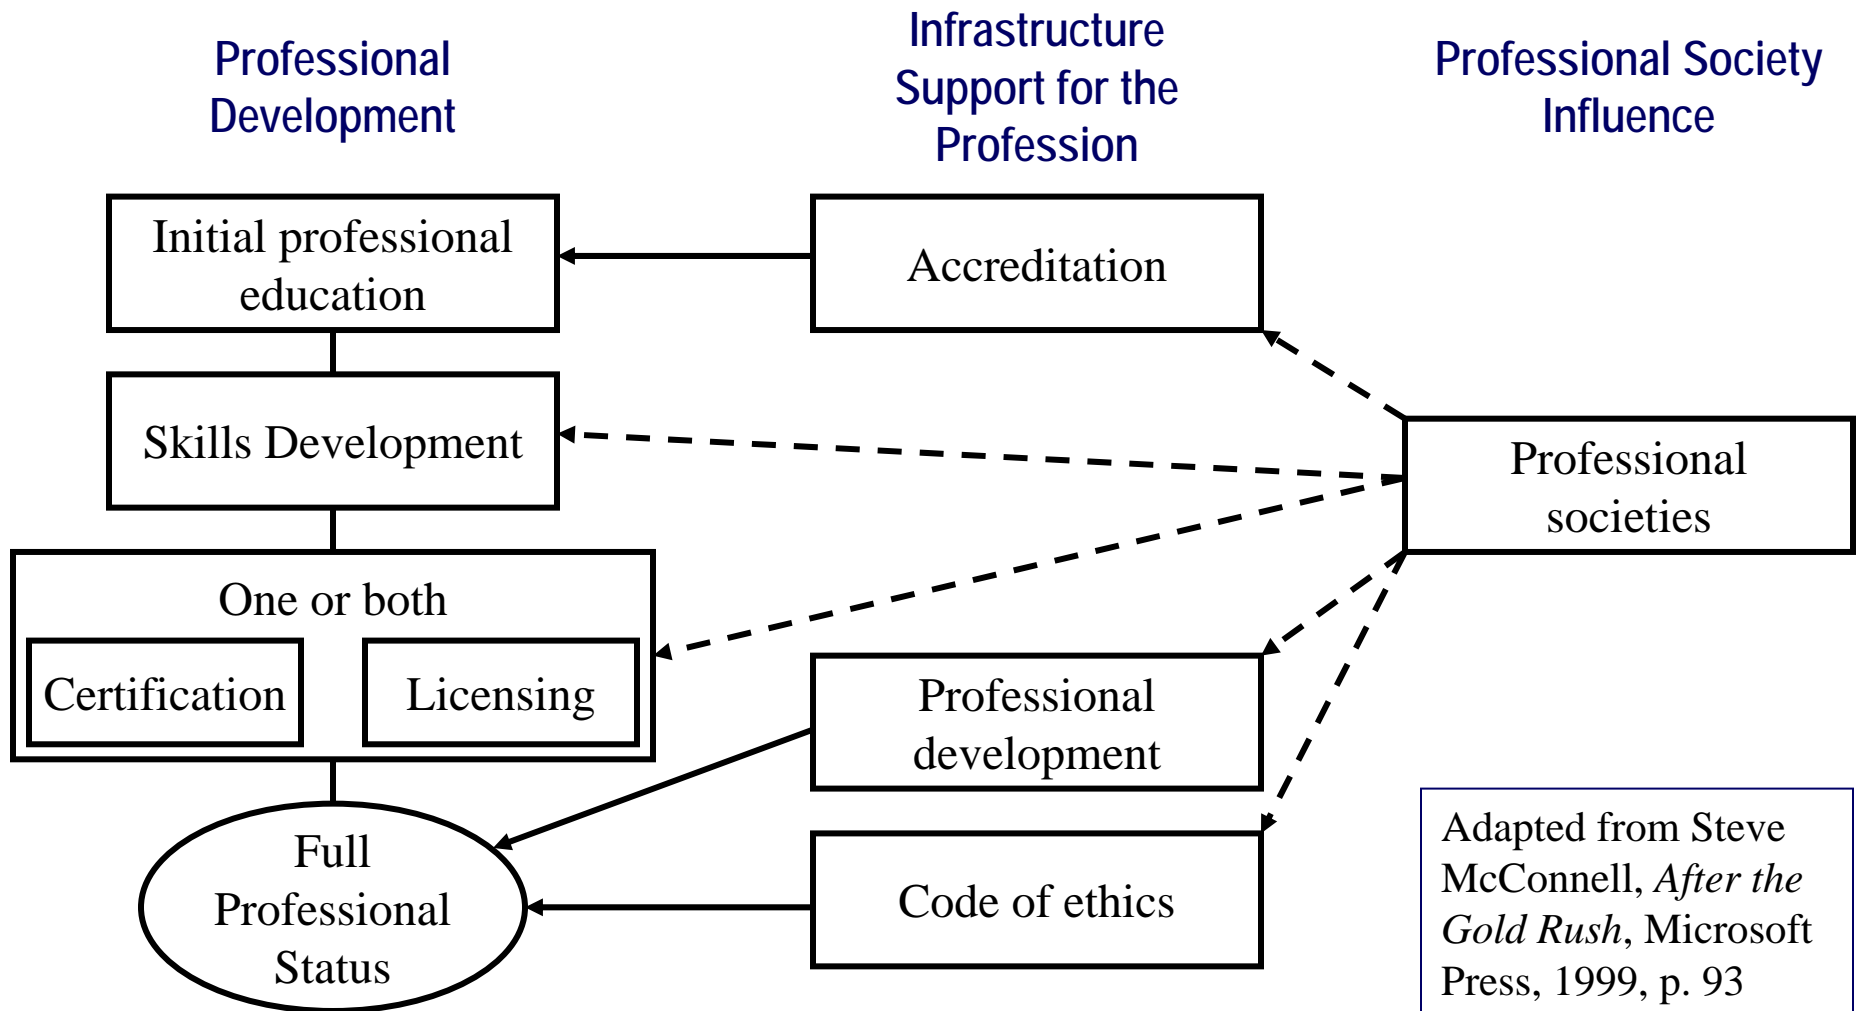 Professional
Development
Infrastructure
Support for the
Profession
Professional Society
Influence
Initial professional
education
Accreditation
Skills Development
Professional
societies
One or both
Certification
Licensing
Professional
development
Full
Professional
Status
Code of ethics
Adapted from Steve
McConnell, After the
Gold Rush, Microsoft
Press, 1999, p. 93